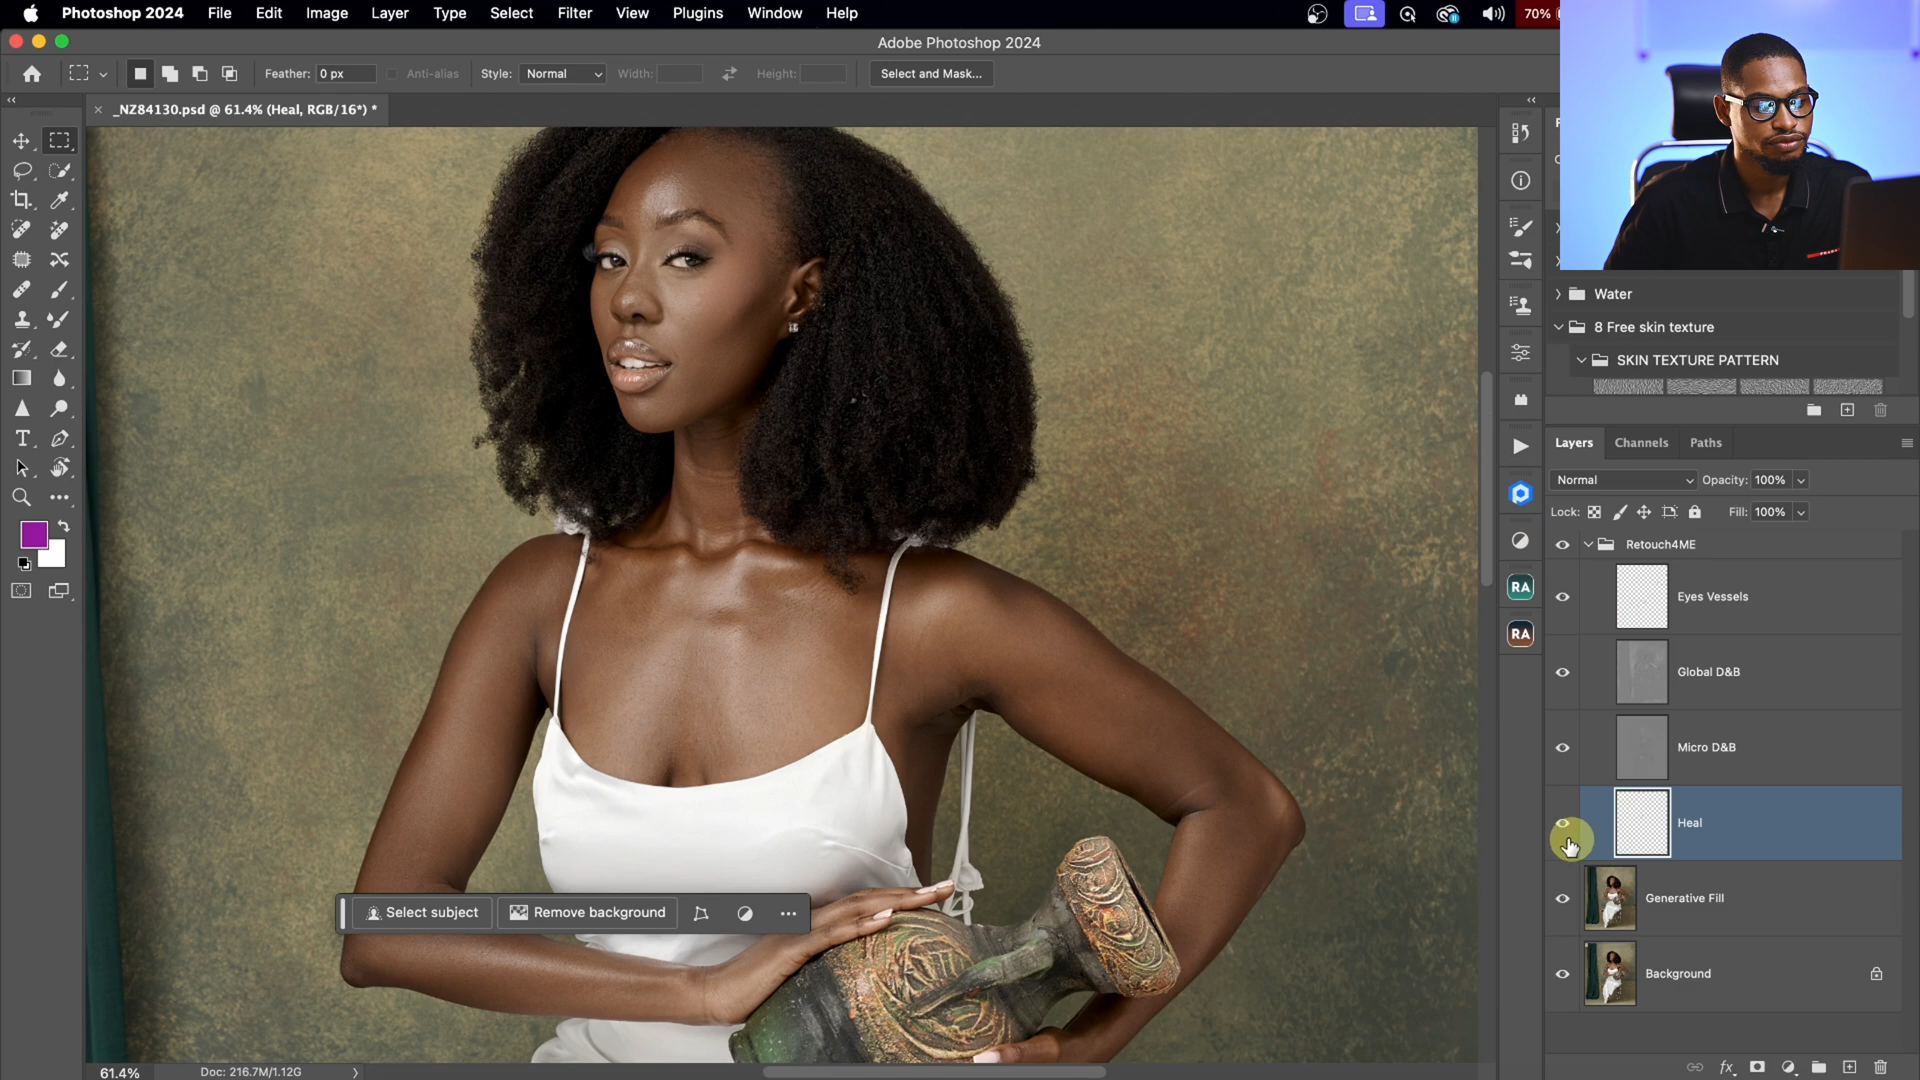 Photoshop 2024 File Edit Image Layer Type Select Filter View Plugins Window Help 70%
Adobe Photoshop 2024
Feather: 0 px Anti-alias Style: Normal Width: Height: Select and Mask...
_NZ84130.psd @ 61.4% (Heal, RGB/16*) *
Water
8 Free skin texture
SKIN TEXTURE PATTERN
Layers Channels Paths
Normal Opacity: 100%
Lock: Fill: 100%
Retouch4ME
Eyes Vessels
RA
RA
Global D&B
Micro D&B
Heal
Generative Fill
Select subject Remove background
Background
61.4% Doc: 216.7M/1.12G